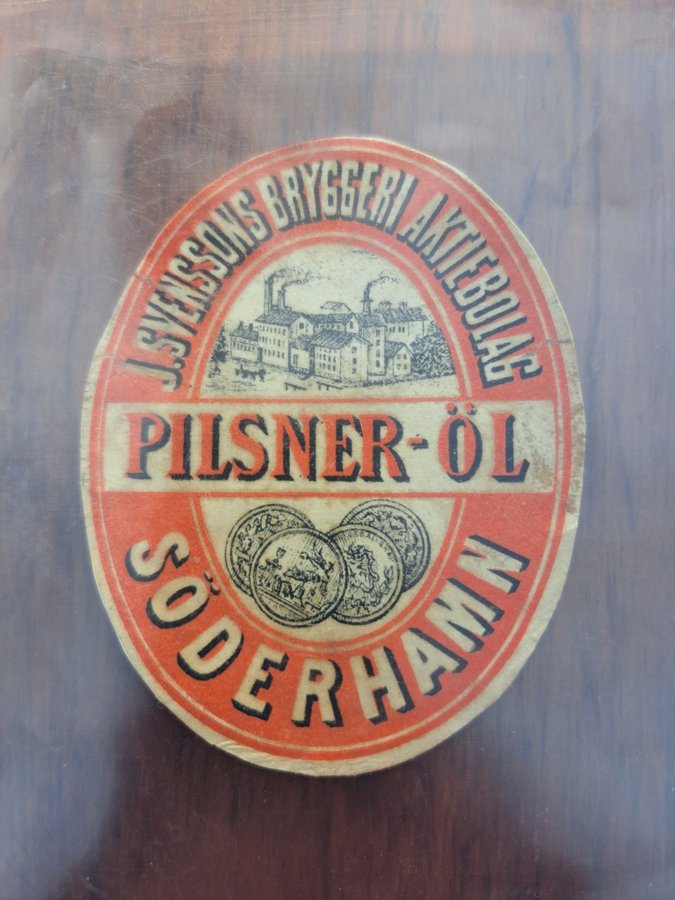 J. SVENSSONS BRYGGERI AKTIEBOLAG
PILSNER-ÖL
SÖDERHAMN